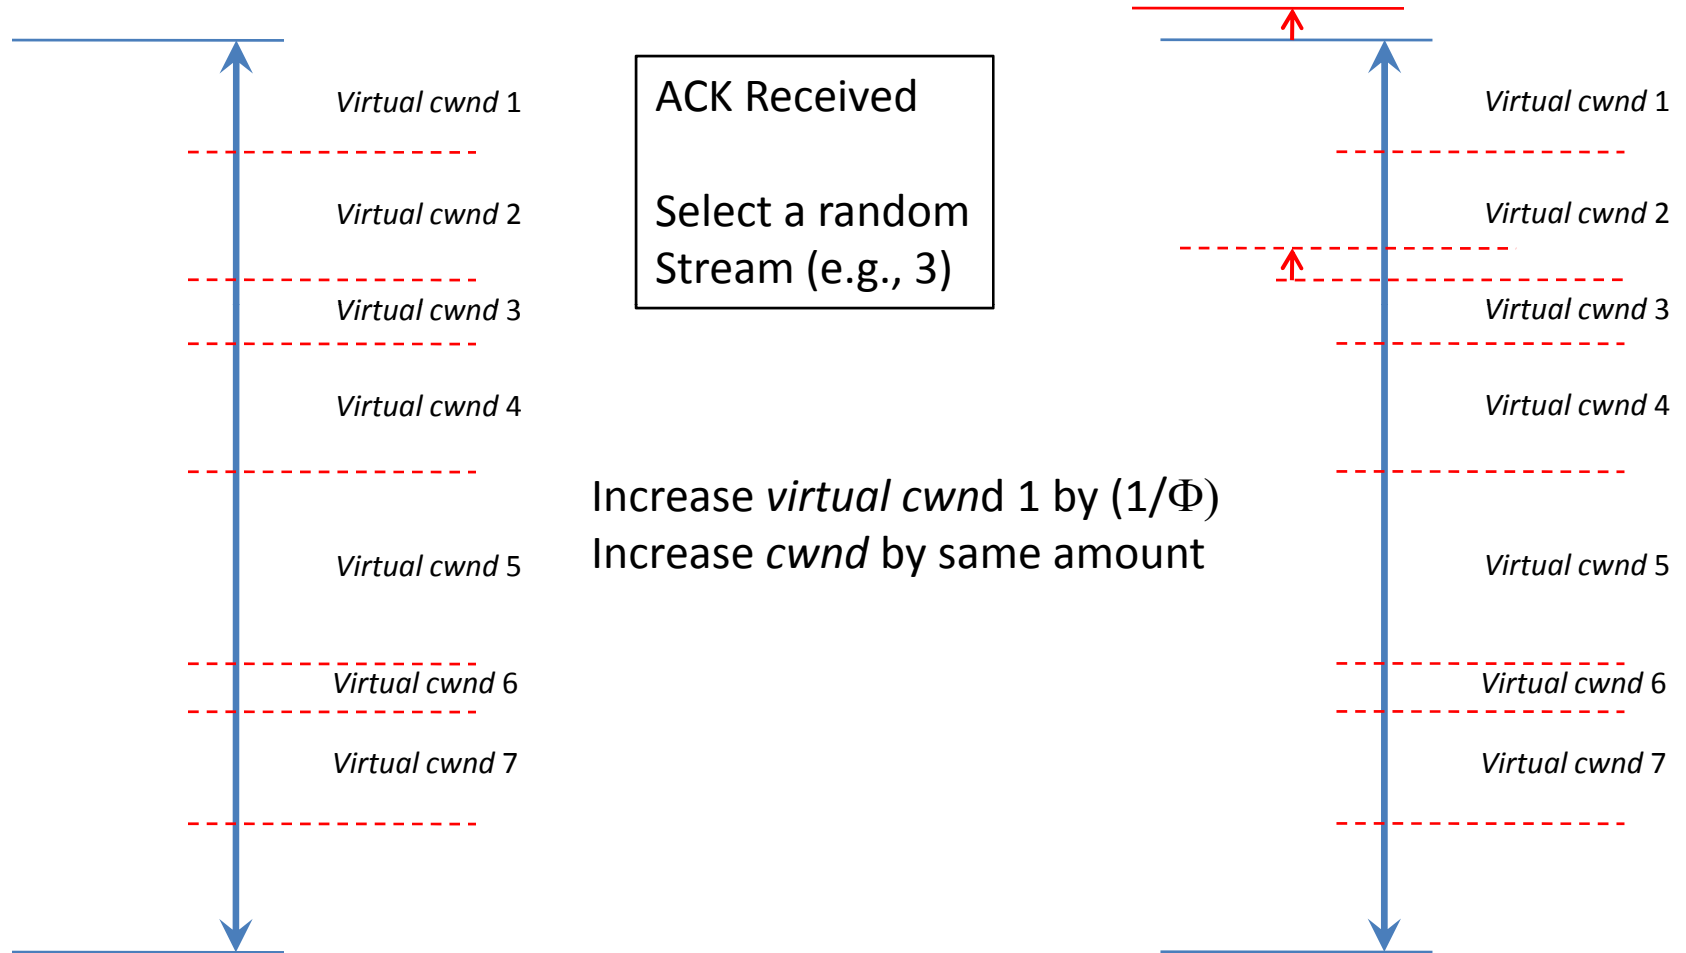 Virtual cwnd 1
Virtual cwnd 2
Virtual cwnd 3
Virtual cwnd 4
Virtual cwnd 5
Virtual cwnd 6
Virtual cwnd 7
ACK Received
Select a random
Stream (e.g., 3)
Increase virtual cwnd 1 by (1/Φ)
Increase cwnd by same amount
Virtual cwnd 1
Virtual cwnd 2
Virtual cwnd 3
Virtual cwnd 4
Virtual cwnd 5
Virtual cwnd 6
Virtual cwnd 7